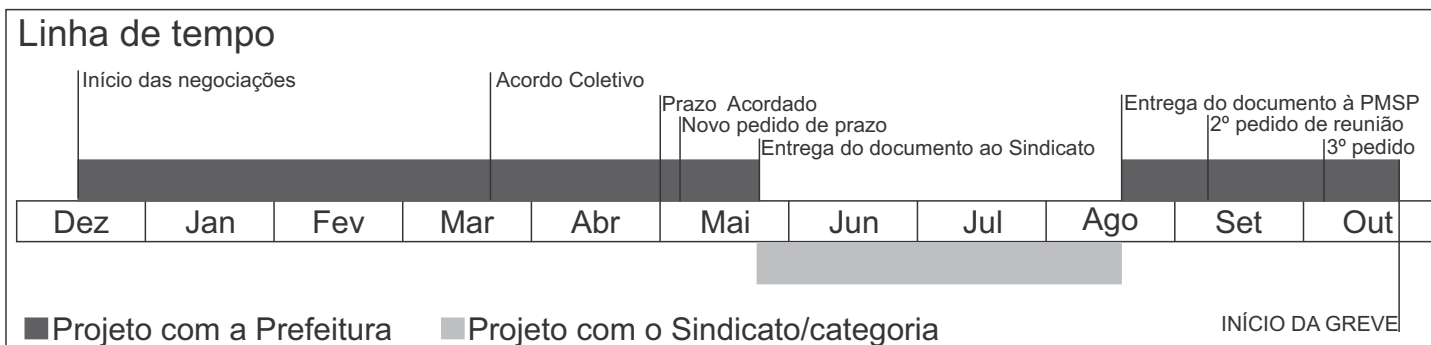 Linha de tempo
Início das negociações
Acordo Coletivo
Prazo Acordado
Novo pedido de prazo
Entrega do documento ao Sindicato
Entrega do documento à PMSP
2º pedido de reunião
3º pedido
Dez Jan Fev Mar Abr Mai Jun Jul Ago Set Out
Projeto com a Prefeitura Projeto com o Sindicato/categoria
INÍCIO DA GREVE